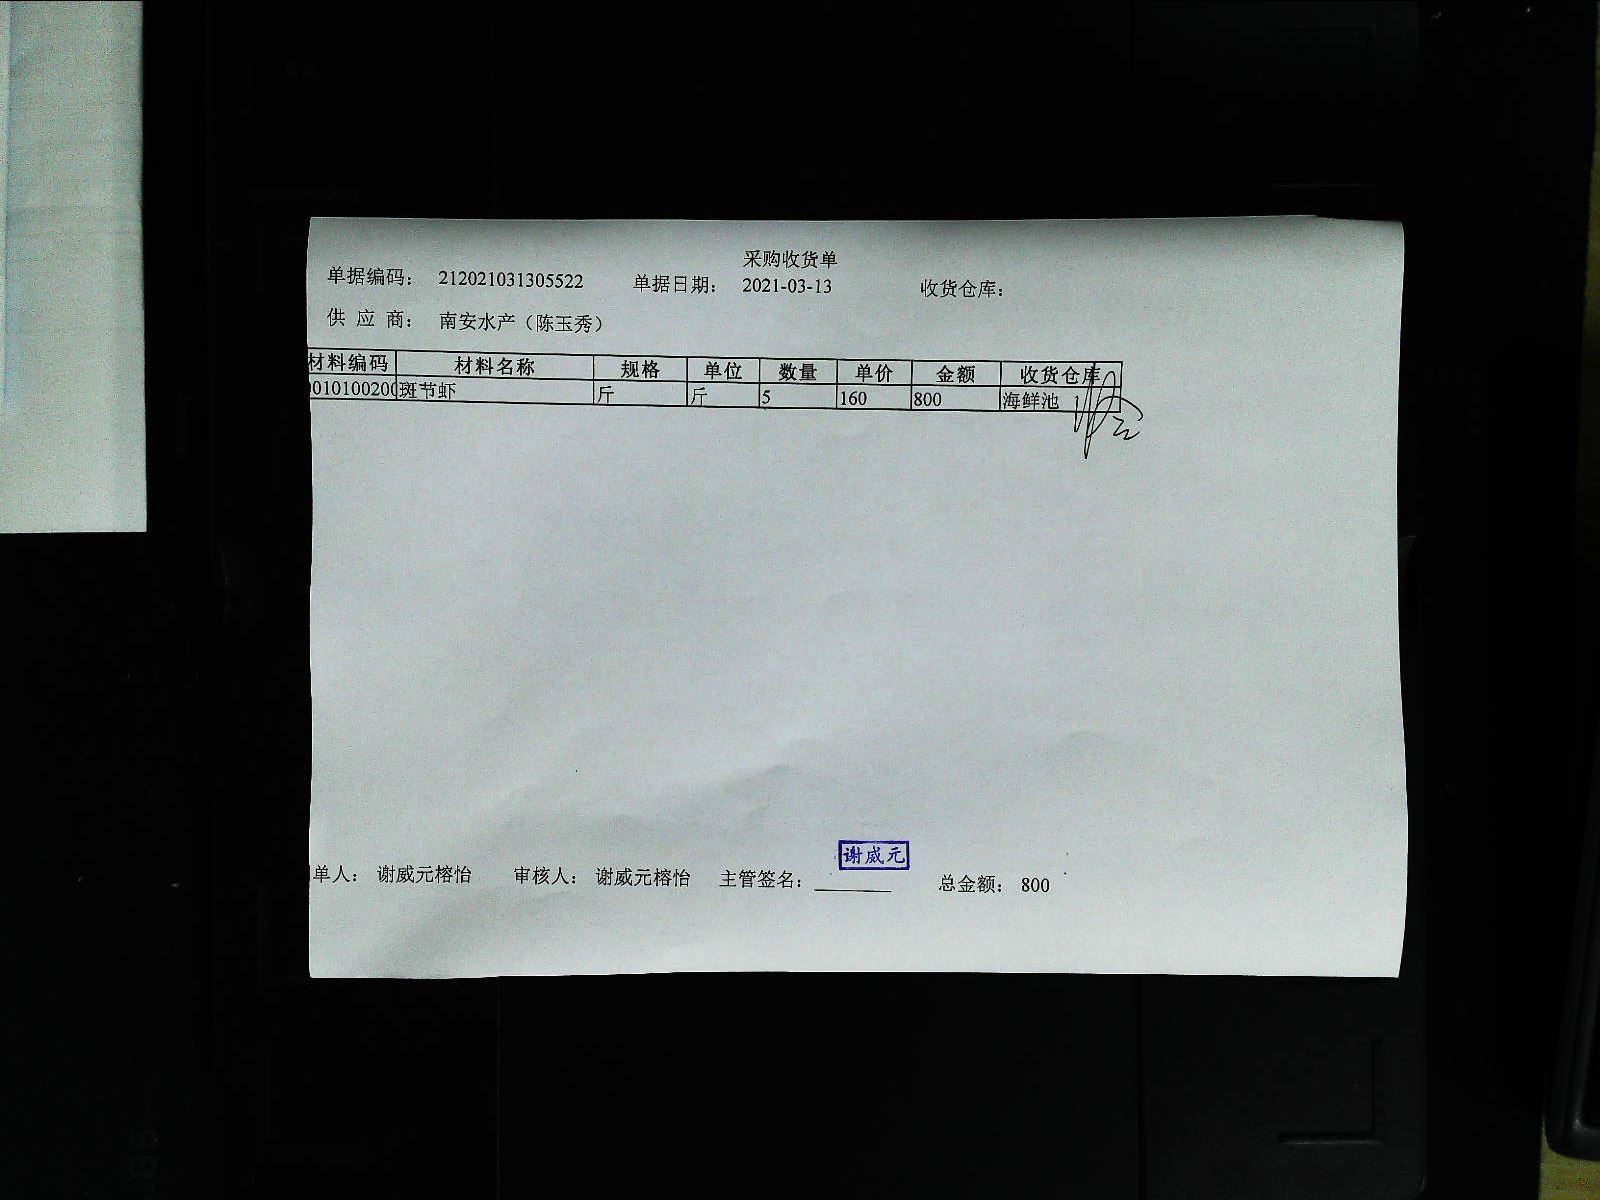 采购收货单
单据编码： 212021031305522 单据日期： 2021-03-13 收货仓库：
供 应 商： 南安水产（陈玉秀）
材料编码 材料名称 规格 单位 数量 单价 金额 收货仓库
0010100200 斑节虾 斤 斤 5 160 800 海鲜池
谢威元
单人： 谢威元榕怡 审核人： 谢威元榕怡 主管签名： 总金额： 800